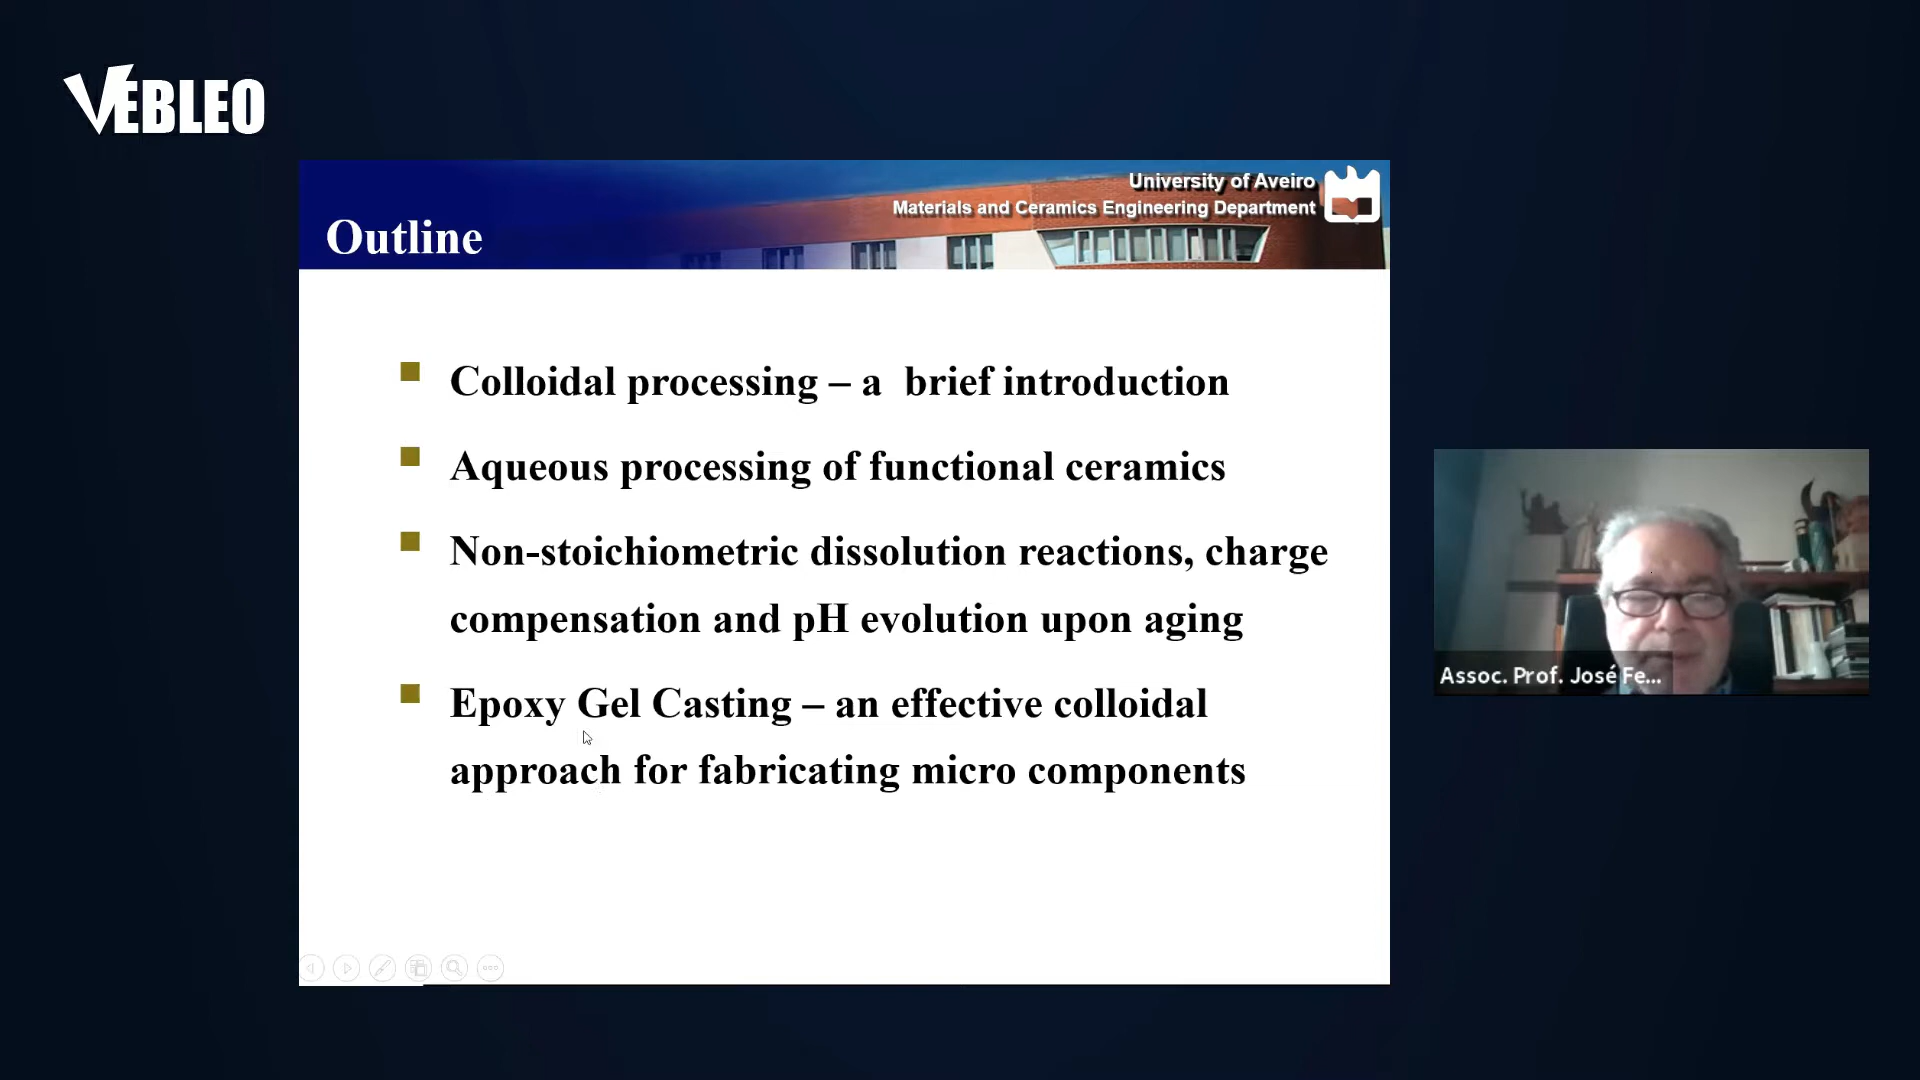 VEBLEO
University of Aveiro
Materials and Ceramics Engineering Department
Outline
Colloidal processing – a brief introduction
Aqueous processing of functional ceramics
Non-stoichiometric dissolution reactions, charge
compensation and pH evolution upon aging
Epoxy Gel Casting – an effective colloidal
approach for fabricating micro components
Assoc. Prof. José Fe...